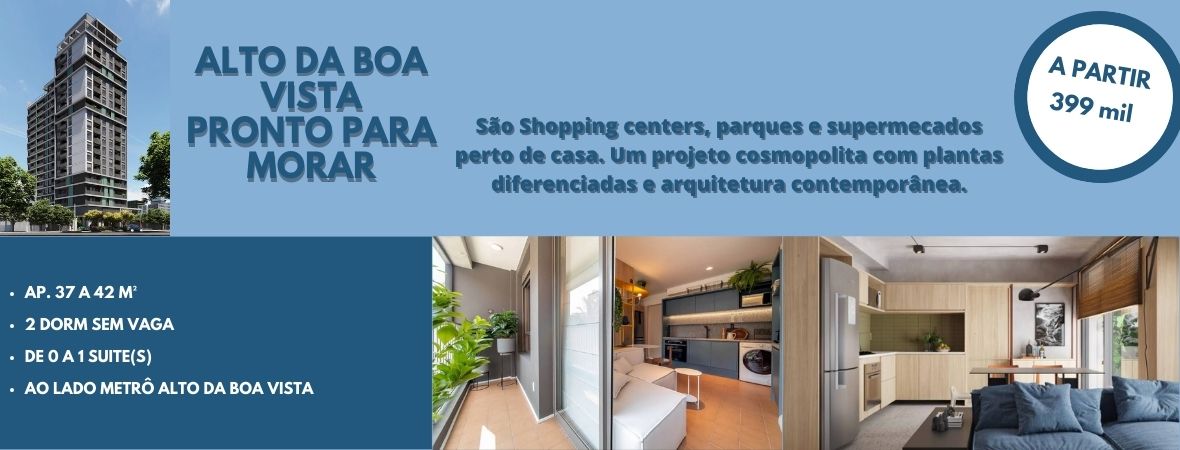 ALTO DA BOA
VISTA
PRONTO PARA
MORAR
São Shopping centers, parques e supermecados
perto de casa. Um projeto cosmopolita com plantas
diferenciadas e arquitetura contemporânea.
A PARTIR
399 mil
• AP. 37 A 42 M²
• 2 DORM SEM VAGA
• DE 0 A 1 SUITE(S)
• AO LADO METRÔ ALTO DA BOA VISTA